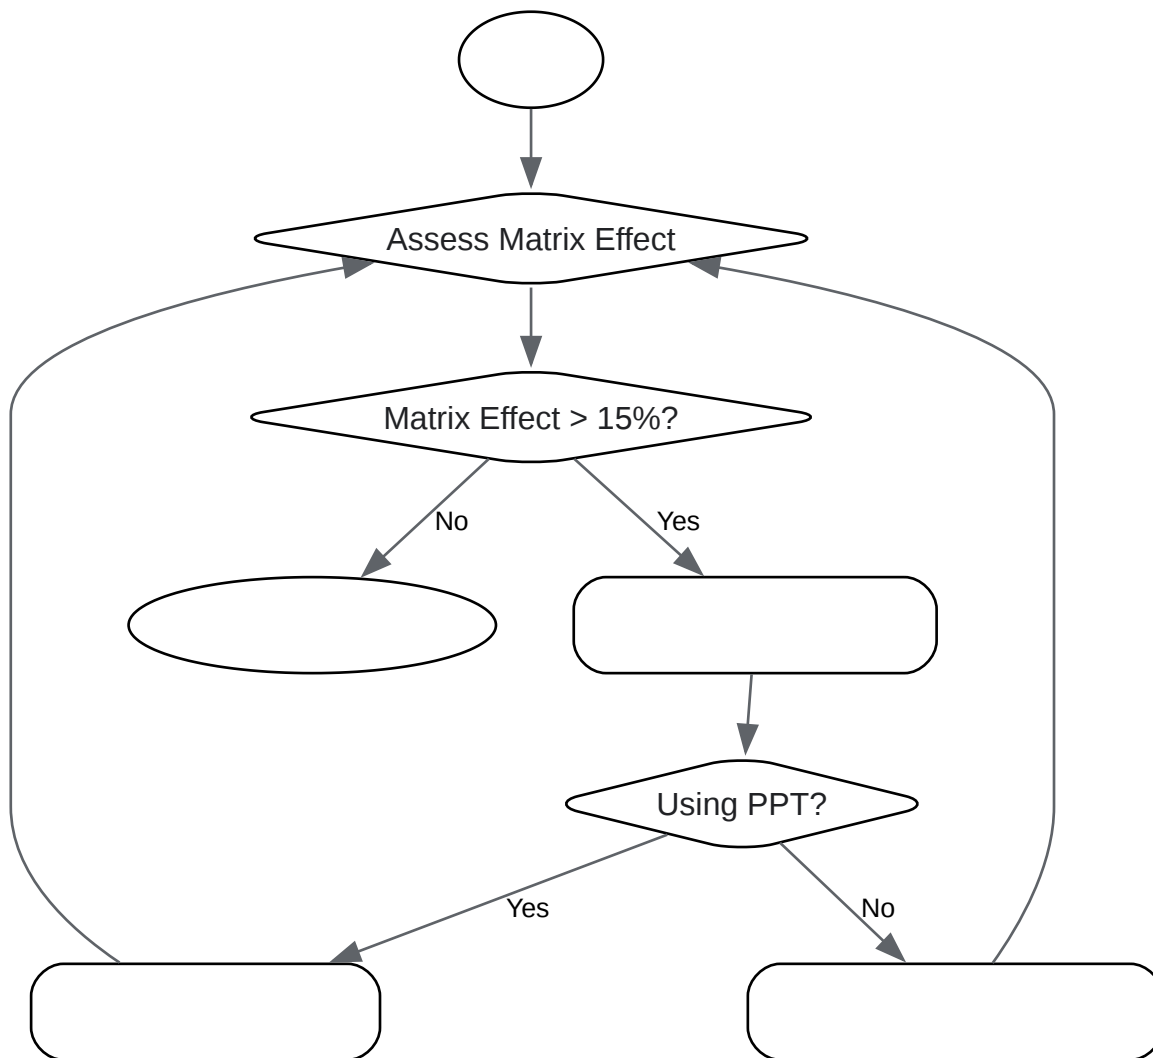 Assess Matrix Effect
Matrix Effect > 15%?
No
Yes
Using PPT?
Yes
No